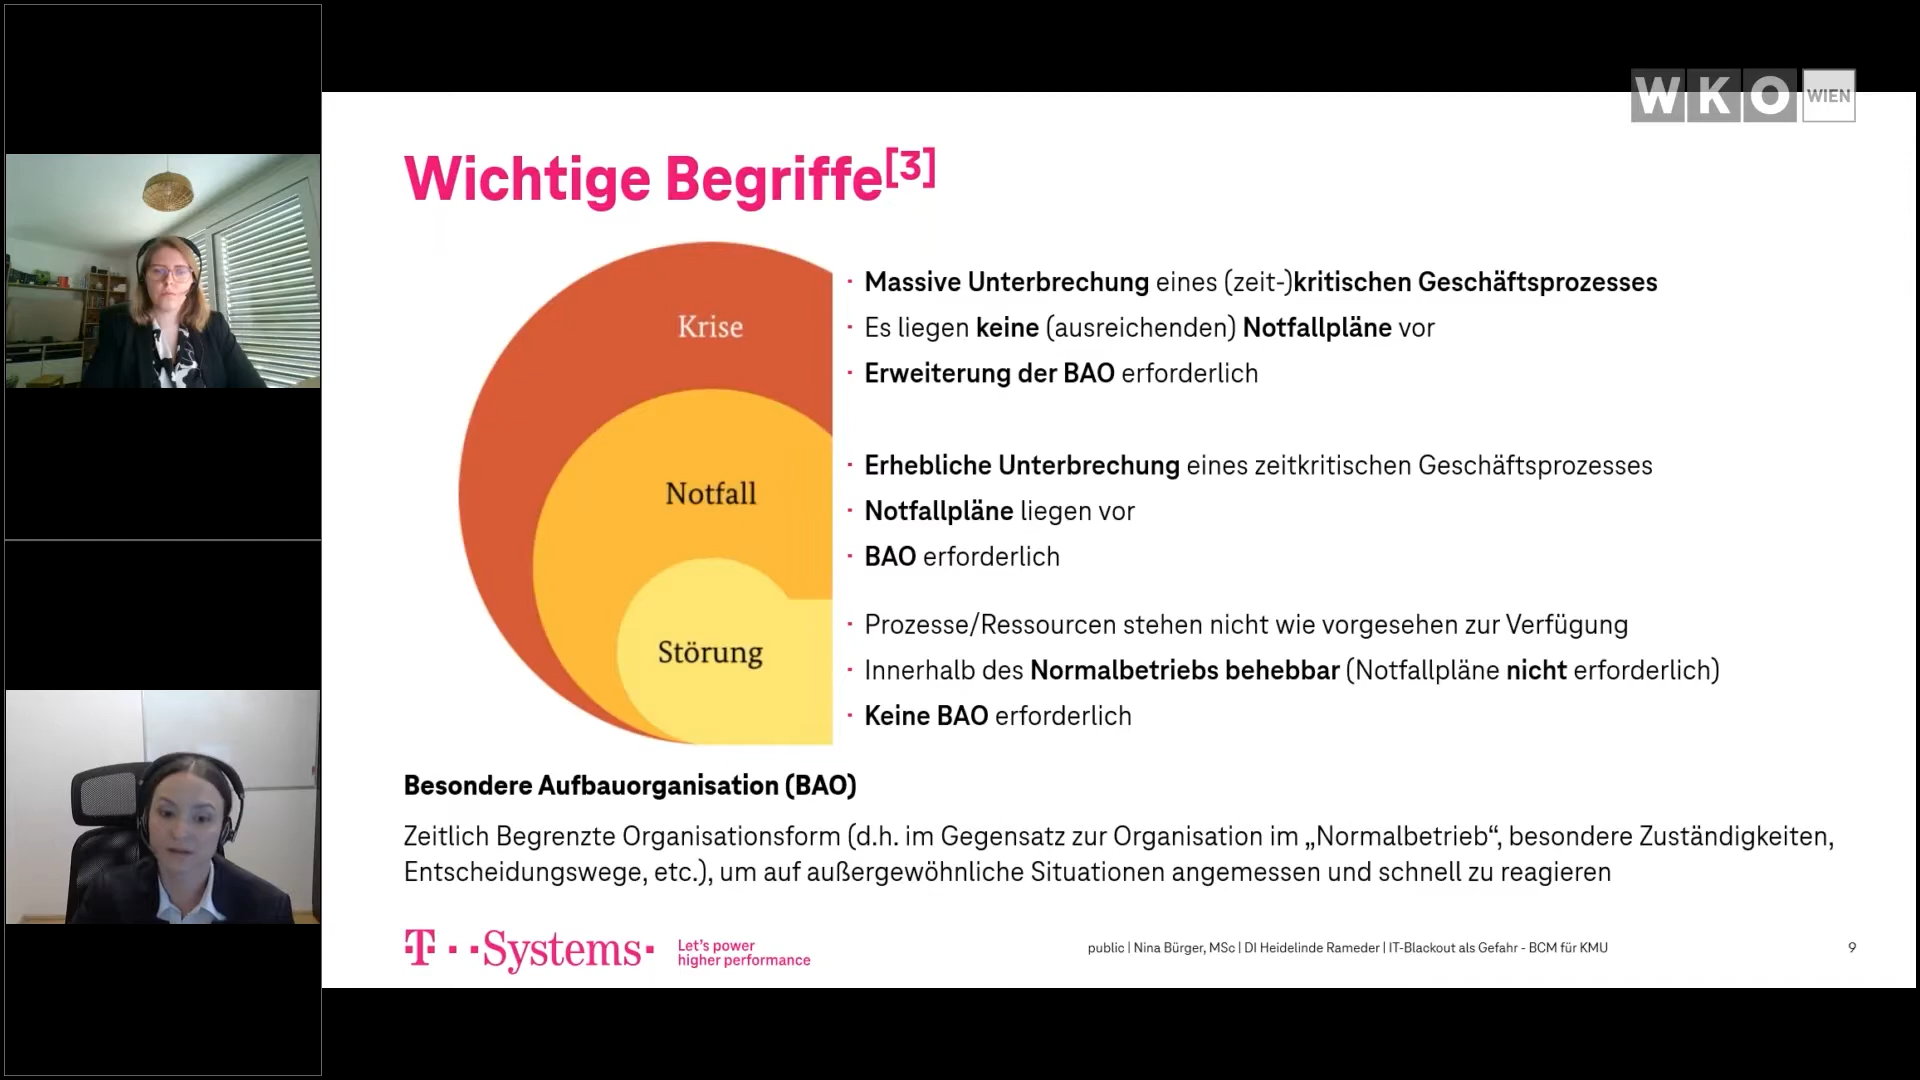 WKO WIEN
Wichtige Begriffe[3]
Krise
· Massive Unterbrechung eines (zeit-)kritischen Geschäftsprozesses
· Es liegen keine (ausreichenden) Notfallpläne vor
· Erweiterung der BAO erforderlich
Notfall
· Erhebliche Unterbrechung eines zeitkritischen Geschäftsprozesses
· Notfallpläne liegen vor
· BAO erforderlich
Störung
· Prozesse/Ressourcen stehen nicht wie vorgesehen zur Verfügung
· Innerhalb des Normalbetriebs behebbar (Notfallpläne nicht erforderlich)
· Keine BAO erforderlich
Besondere Aufbauorganisation (BAO)
Zeitlich Begrenzte Organisationsform (d.h. im Gegensatz zur Organisation im „Normalbetrieb“, besondere Zuständigkeiten,
Entscheidungswege, etc.), um auf außergewöhnliche Situationen angemessen und schnell zu reagieren
T··Systems·
Let's power
higher performance
public | Nina Bürger, MSc | DI Heidelinde Rameder | IT-Blackout als Gefahr - BCM für KMU
9